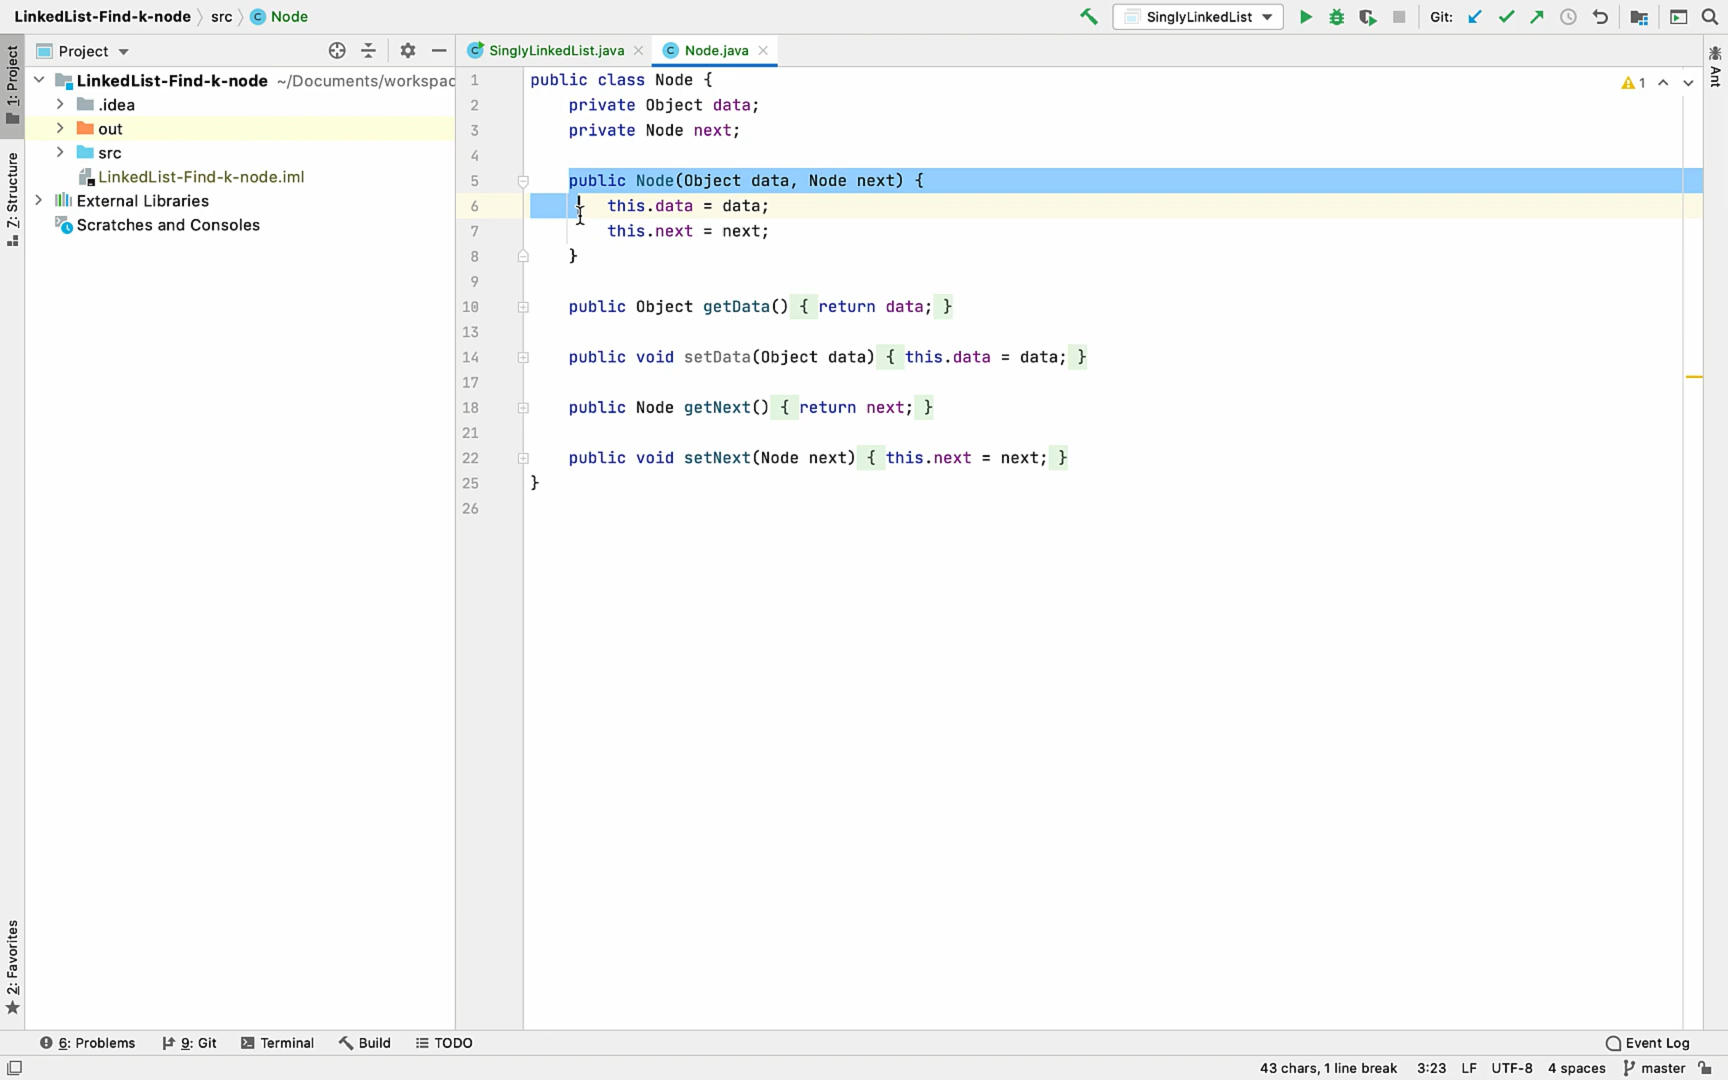 LinkedList-Find-k-node 〉 src 〉 C Node
SinglyLinkedList
Git:
1: Project
Z: Structure
2: Favorites
Project
LinkedList-Find-k-node ~/Documents/workspac
.idea
out
src
LinkedList-Find-k-node.iml
External Libraries
Scratches and Consoles
C SinglyLinkedList.java
C Node.java
Ant
1
1 public class Node {
2 private Object data;
3 private Node next;
4
5 public Node(Object data, Node next) {
6 this.data = data;
7 this.next = next;
8 }
9
10 public Object getData() { return data; }
13
14 public void setData(Object data) { this.data = data; }
17
18 public Node getNext() { return next; }
21
22 public void setNext(Node next) { this.next = next; }
25 }
26
6: Problems 9: Git Terminal Build TODO Event Log
43 chars, 1 line break 3:23 LF UTF-8 4 spaces master